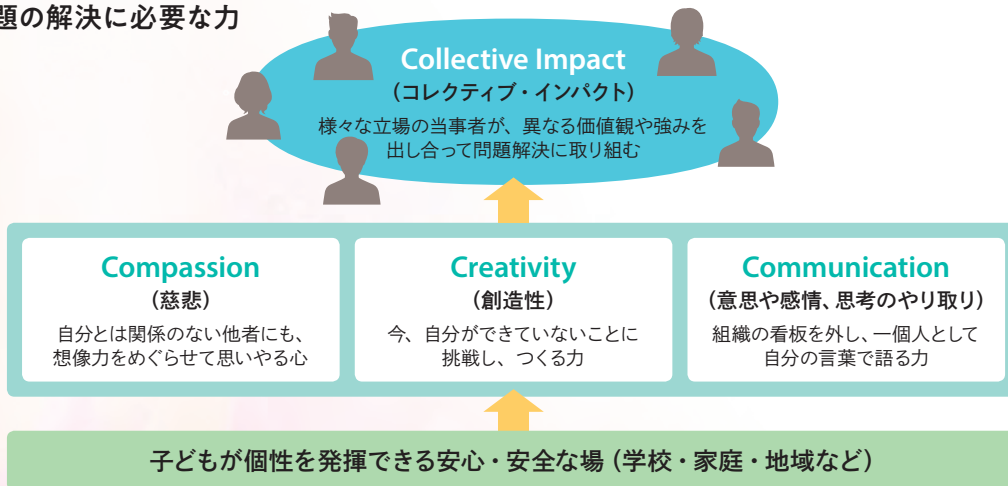 題の解決に必要な力
Collective Impact
（コレクティブ・インパクト）
様々な立場の当事者が、異なる価値観や強みを
出し合って問題解決に取り組む
Compassion
（慈悲）
自分とは関係のない他者にも、
想像力をめぐらせて思いやる心
Creativity
（創造性）
今、自分ができていないことに
挑戦し、つくる力
Communication
（意思や感情、思考のやり取り）
組織の看板を外し、一個人として
自分の言葉で語る力
子どもが個性を発揮できる安心・安全な場（学校・家庭・地域など）